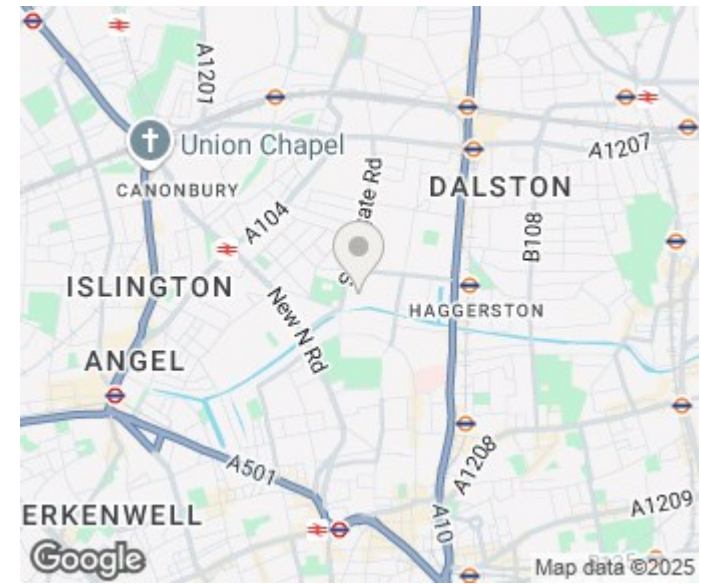 A1201
Union Chapel
CANONBURY
A104
A1207
DALSTON
B108
ISLINGTON
HAGGERSTON
New N Rd
ANGEL
A501
A1208
A10
A1209
ERKENWELL
Google
Map data ©2025